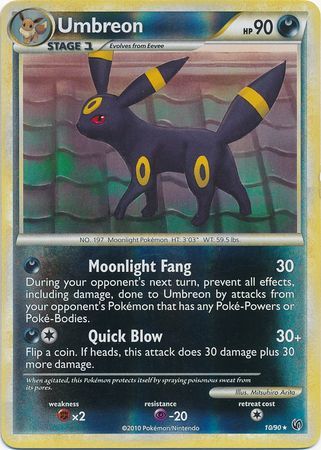 Umbreon
HP 90
STAGE 1
Evolves from Eevee
NO. 197 Moonlight Pokémon. HT: 3'03" WT: 59.5 lbs.
Moonlight Fang 30
During your opponent's next turn, prevent all effects,
including damage, done to Umbreon by attacks from
your opponent's Pokémon that has any Poké-Powers or
Poké-Bodies.
Quick Blow 30+
Flip a coin. If heads, this attack does 30 damage plus 30
more damage.
When agitated, this Pokémon protects itself by spraying poisonous sweat from
its pores.
Illus. Mitsuhiro Arita
weakness resistance retreat cost
×2 -20
10/90 ★
©2010 Pokémon/Nintendo